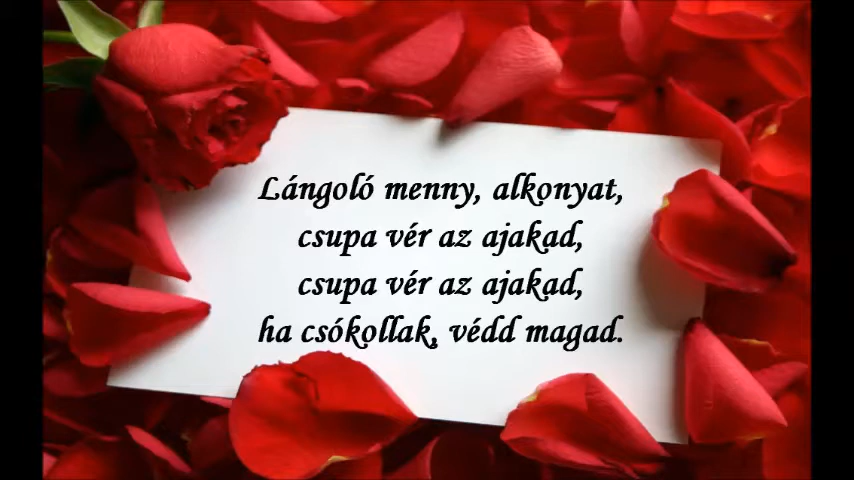 Lángoló menny, alkonyat,
csupa vér az ajakad,
csupa vér az ajakad,
ha csókollak, védd magad.